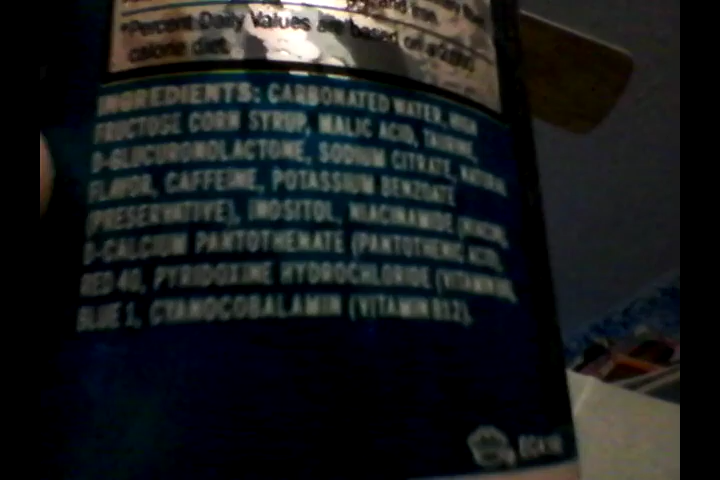 and iron.
*Percent Daily Values are based on a 2,000
calorie diet.
INGREDIENTS: CARBONATED WATER, HIGH
FRUCTOSE CORN SYRUP, MALIC ACID, TAURINE,
D-GLUCURONOLACTONE, SODIUM CITRATE, NATURAL
FLAVOR, CAFFEINE, POTASSIUM BENZOATE
(PRESERVATIVE), INOSITOL, NIACINAMIDE (NIACIN),
D-CALCIUM PANTOTHENATE (PANTOTHENIC ACID),
RED 40, PYRIDOXINE HYDROCHLORIDE (VITAMIN B6),
BLUE 1, CYANOCOBALAMIN (VITAMIN B12).